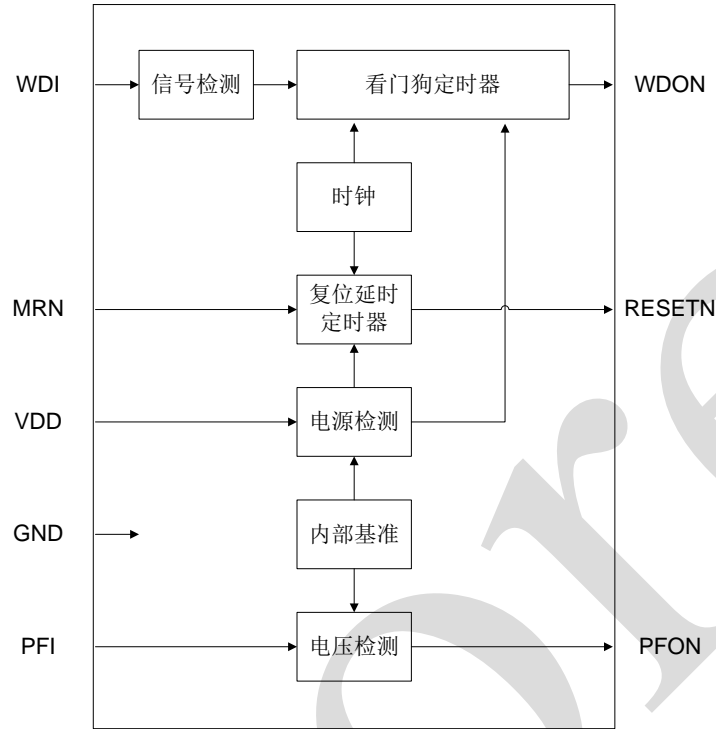 WDI
信号检测
看门狗定时器
WDON
时钟
MRN
复位延时
定时器
RESETN
VDD
电源检测
GND
内部基准
PFI
电压检测
PFON